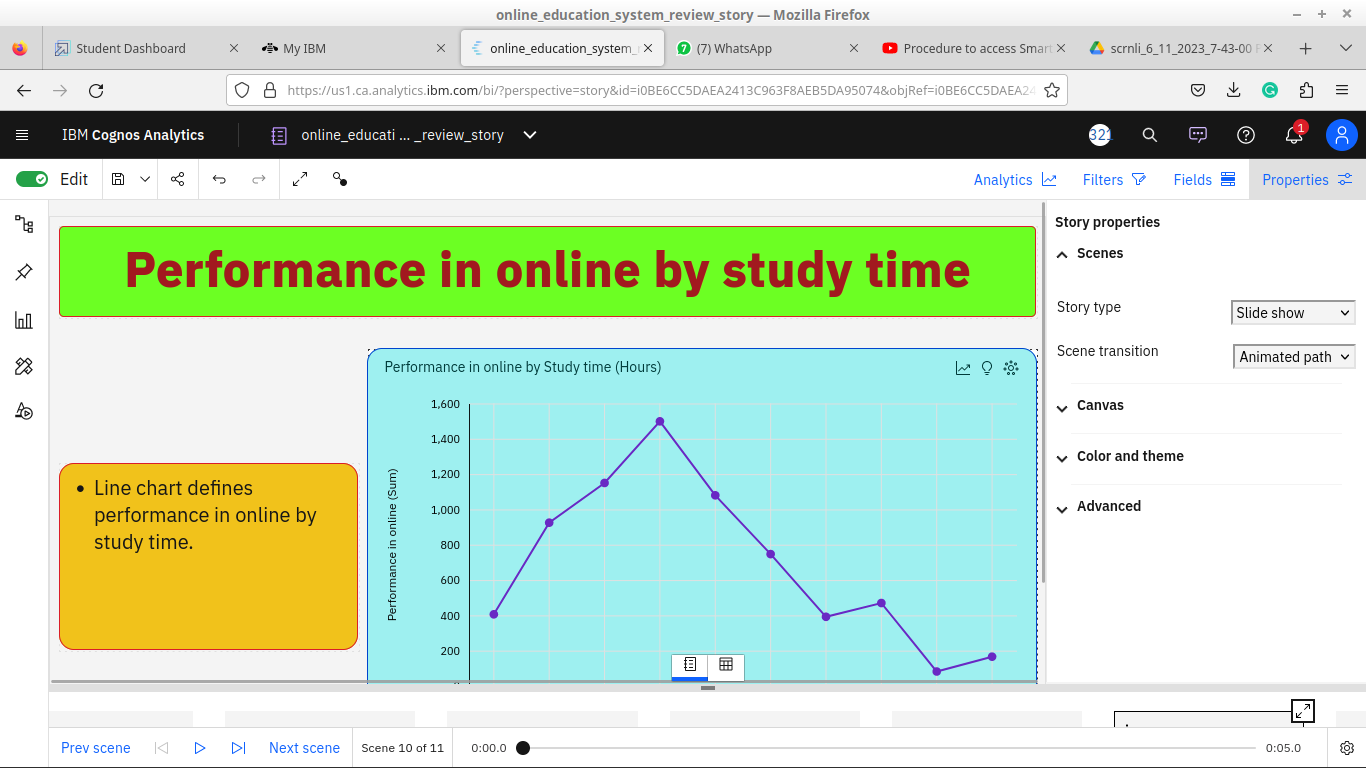 online_education_system_review_story — Mozilla Firefox
Student Dashboard
My IBM
online_education_system_
(7) WhatsApp
Procedure to access Smar
scrnli_6_11_2023_7-43-00
https://us1.ca.analytics.ibm.com/bi/?perspective=story&id=i0BE6CC5DAEA2413C963F8AEB5DA95074&objRef=i0BE6CC5DAEA24
IBM Cognos Analytics
online_educati ... _review_story
321
1
Edit
Analytics
Filters
Fields
Properties
Performance in online by study time
Story properties
Scenes
Story type
Slide show
Scene transition
Animated path
Canvas
Color and theme
Advanced
• Line chart defines
performance in online by
study time.
Performance in online by Study time (Hours)
Performance in online (Sum)
1,600
1,400
1,200
1,000
800
600
400
200
Prev scene
Next scene
Scene 10 of 11
0:00.0
0:05.0